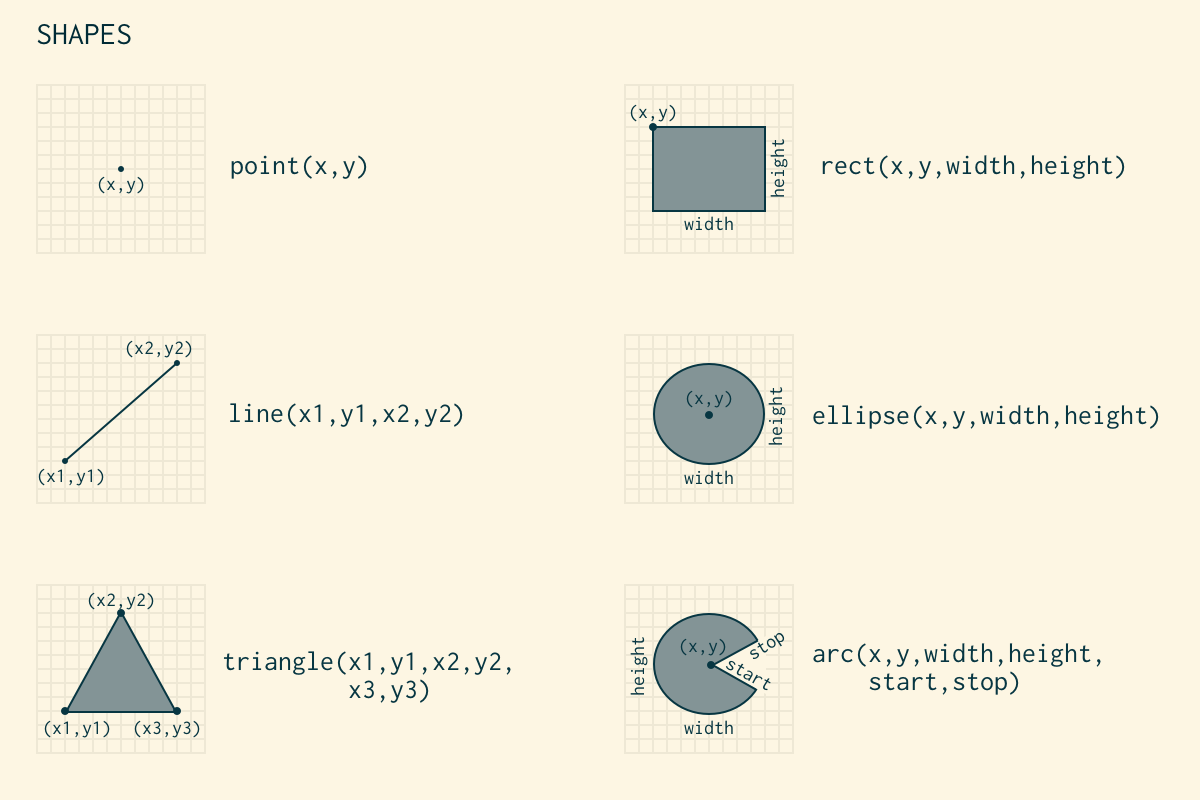 SHAPES
(x,y)
point(x,y)
(x,y)
height
width
rect(x,y,width,height)
(x2,y2)
(x1,y1)
line(x1,y1,x2,y2)
(x,y)
height
width
ellipse(x,y,width,height)
(x2,y2)
(x1,y1) (x3,y3)
triangle(x1,y1,x2,y2,
x3,y3)
height
(x,y)
stop
start
width
arc(x,y,width,height,
start,stop)